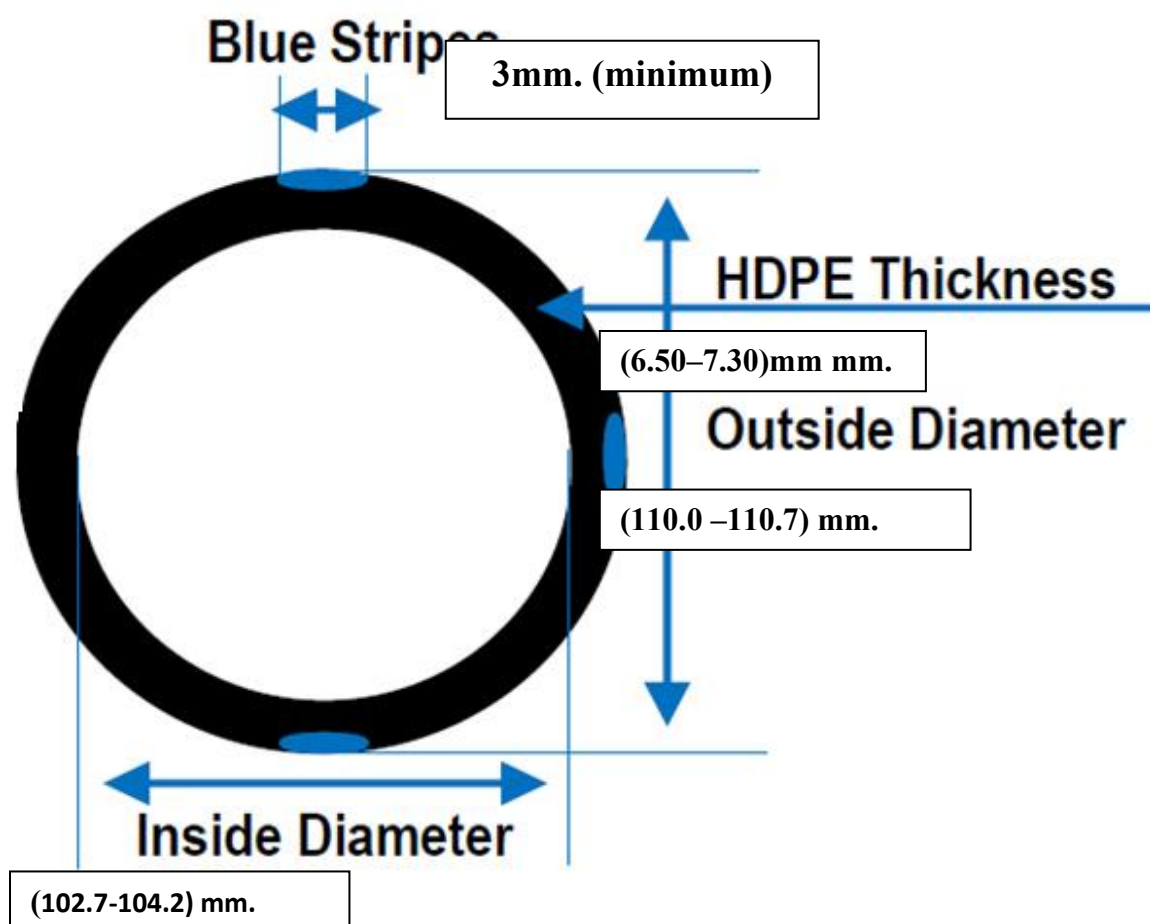 Blue Stripes
3mm. (minimum)
HDPE Thickness
(6.50–7.30)mm mm.
Outside Diameter
(110.0 –110.7) mm.
Inside Diameter
(102.7-104.2) mm.